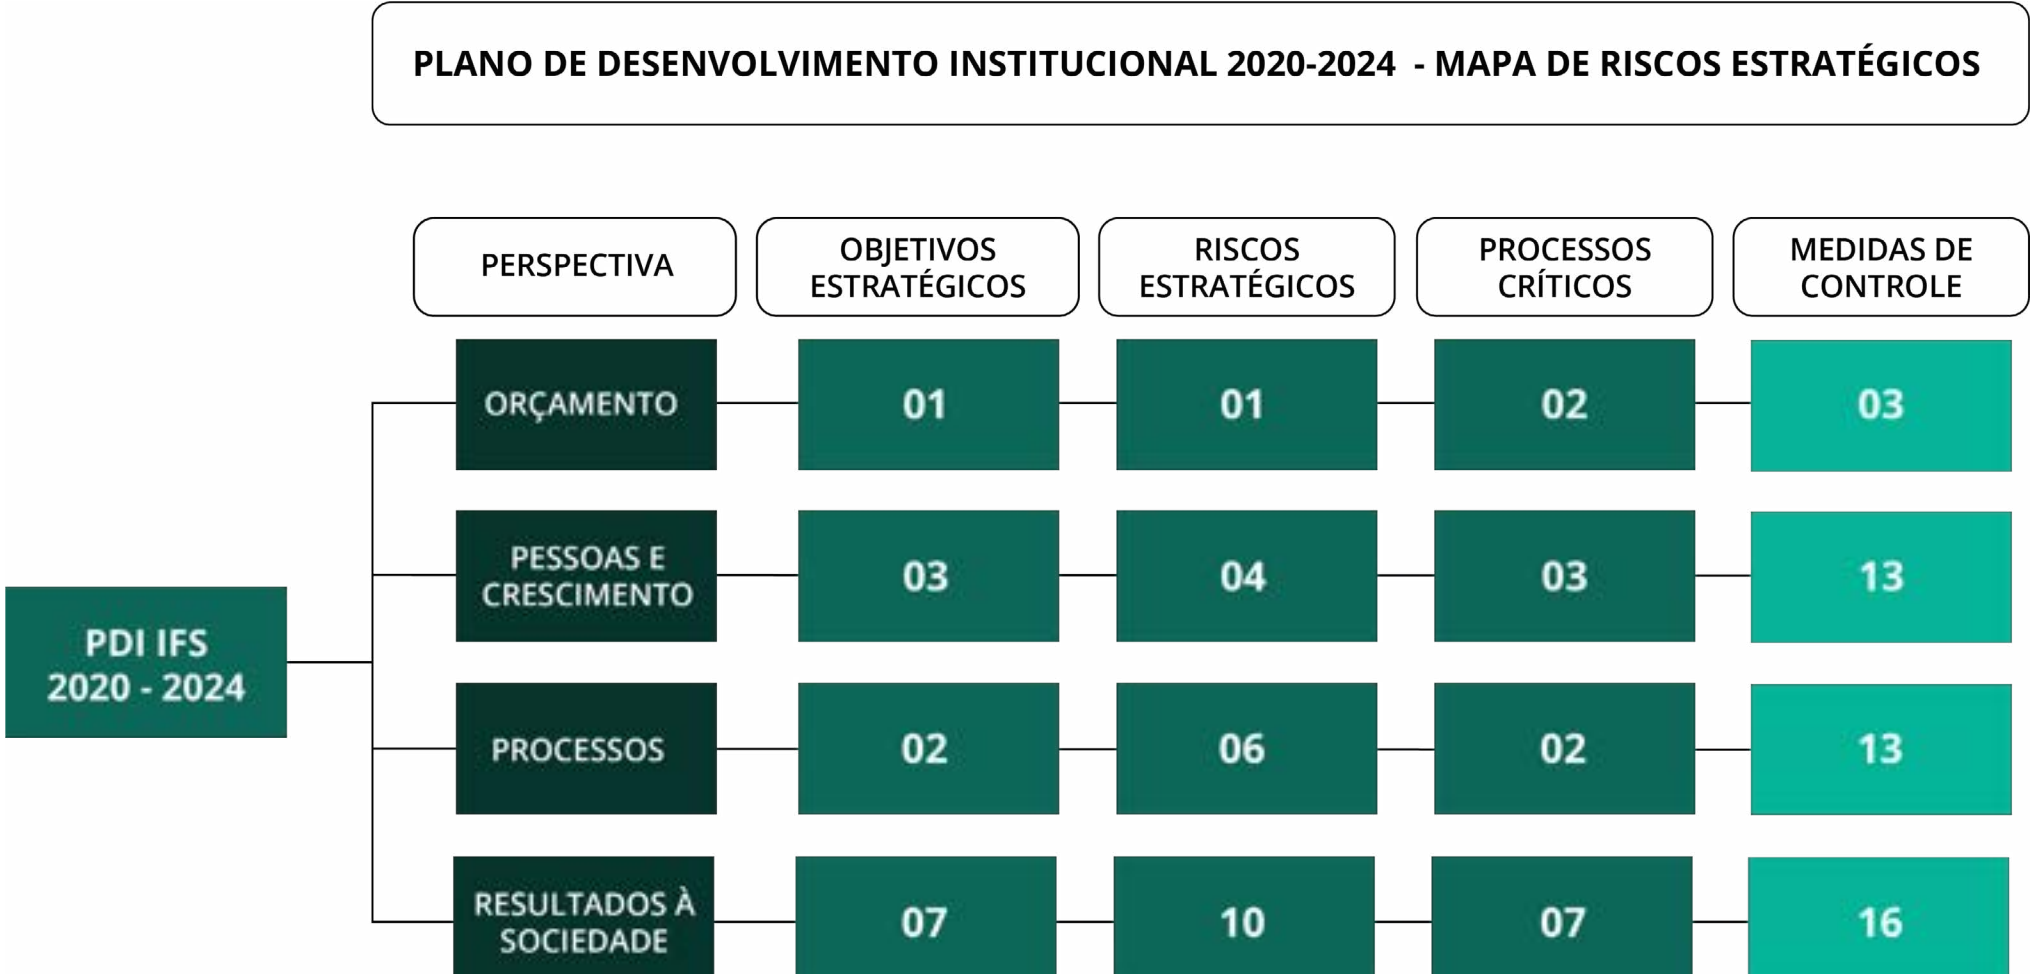 PLANO DE DESENVOLVIMENTO INSTITUCIONAL 2020-2024 - MAPA DE RISCOS ESTRATÉGICOS
PERSPECTIVA
OBJETIVOS
ESTRATÉGICOS
RISCOS
ESTRATÉGICOS
PROCESSOS
CRÍTICOS
MEDIDAS DE
CONTROLE
ORÇAMENTO
01
01
02
03
PESSOAS E
CRESCIMENTO
03
04
03
13
PDI IFS
2020 - 2024
PROCESSOS
02
06
02
13
RESULTADOS À
SOCIEDADE
07
10
07
16